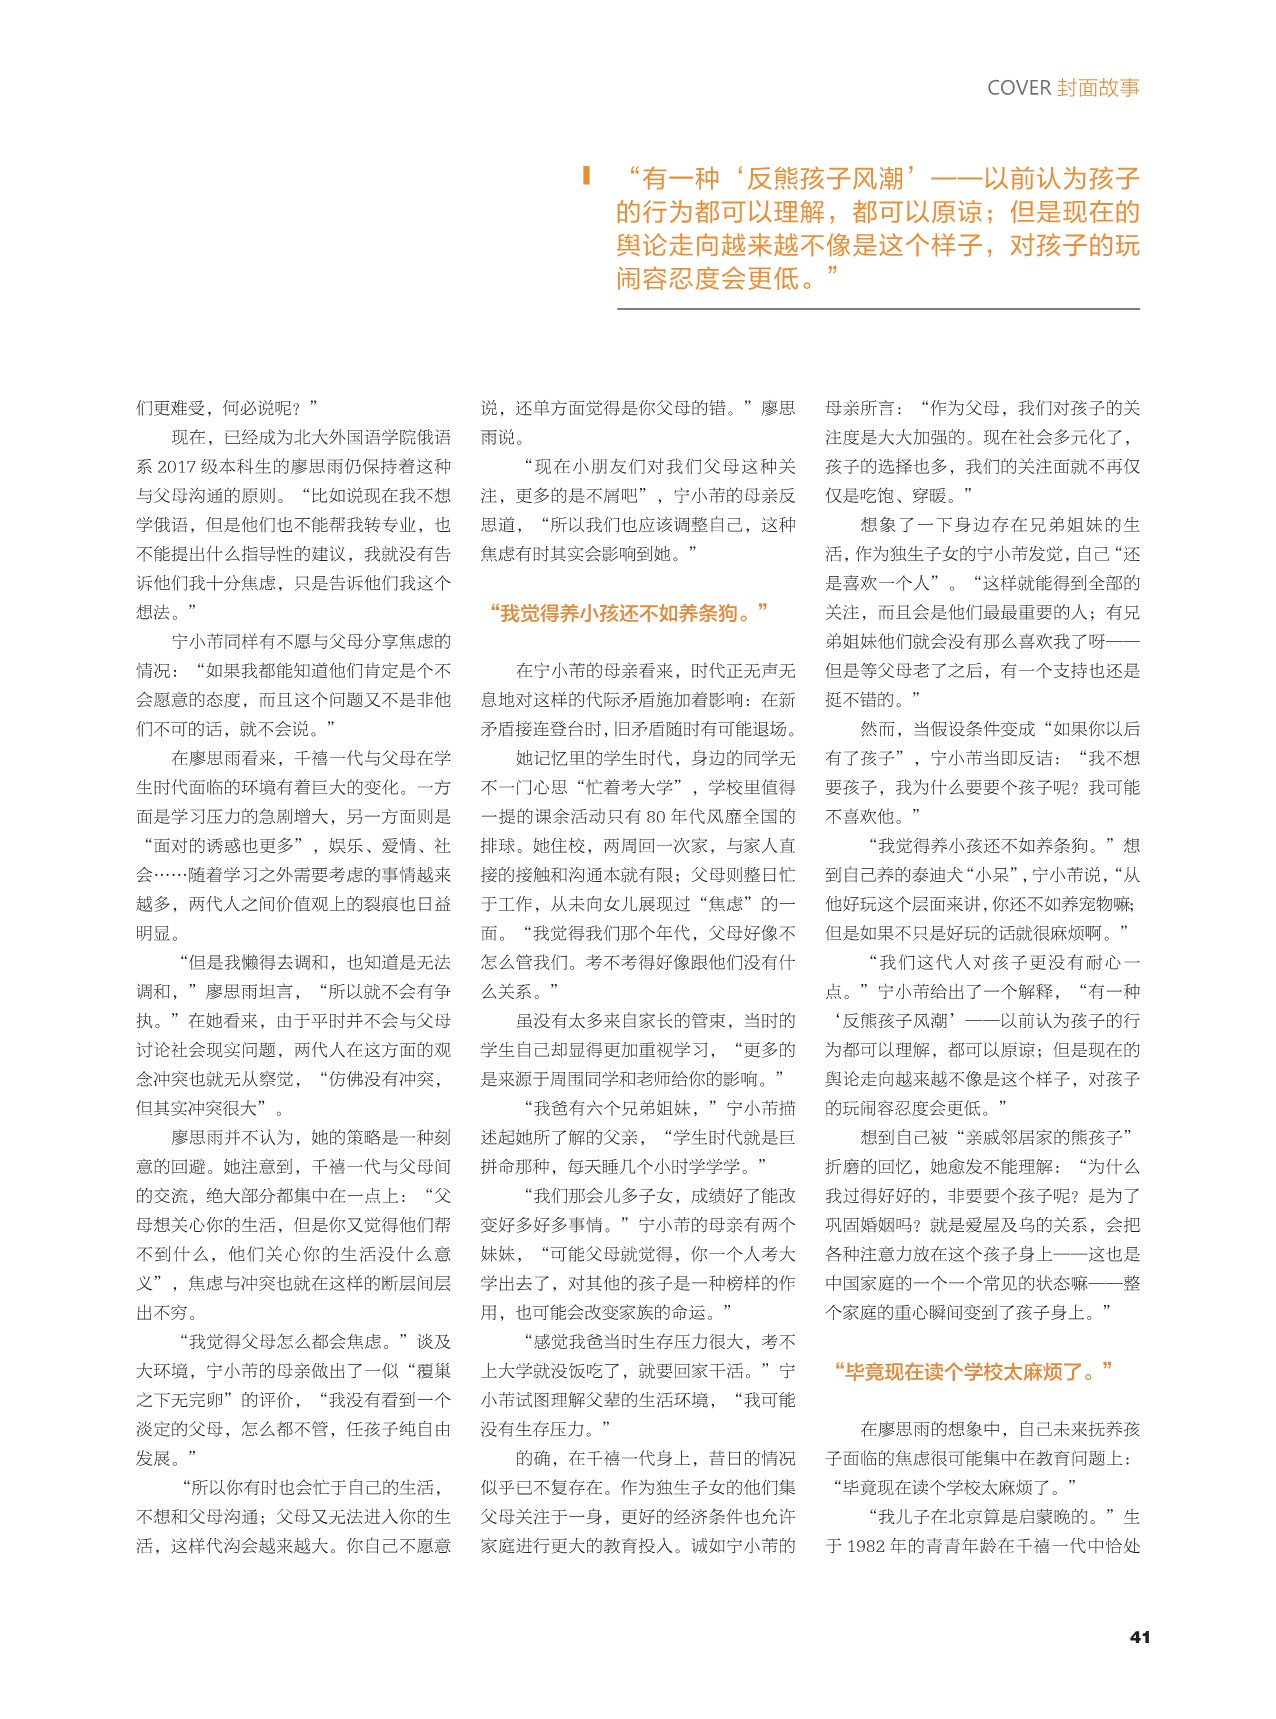 COVER 封面故事
“有一种‘反熊孩子风潮’——以前认为孩子
的行为都可以理解，都可以原谅；但是现在的
舆论走向越来越不像是这个样子，对孩子的玩
闹容忍度会更低。”
们更难受，何必说呢？”
现在，已经成为北大外国语学院俄语
系 2017 级本科生的廖思雨仍保持着这种
与父母沟通的原则。“比如说现在我不想
学俄语，但是他们也不能帮我转专业，也
不能提出什么指导性的建议，我就没有告
诉他们我十分焦虑，只是告诉他们我这个
想法。”
宁小芾同样有不愿与父母分享焦虑的
情况：“如果我都能知道他们肯定是个不
会愿意的态度，而且这个问题又不是非他
们不可的话，就不会说。”
在廖思雨看来，千禧一代与父母在学
生时代面临的环境有着巨大的变化。一方
面是学习压力的急剧增大，另一方面则是
“面对的诱惑也更多”，娱乐、爱情、社
会……随着学习之外需要考虑的事情越来
越多，两代人之间价值观上的裂痕也日益
明显。
“但是我懒得去调和，也知道是无法
调和，”廖思雨坦言，“所以就不会有争
执。”在她看来，由于平时并不会与父母
讨论社会现实问题，两代人在这方面的观
念冲突也就无从察觉，“仿佛没有冲突，
但其实冲突很大”。
廖思雨并不认为，她的策略是一种刻
意的回避。她注意到，千禧一代与父母间
的交流，绝大部分都集中在一点上：“父
母想关心你的生活，但是你又觉得他们帮
不到什么，他们关心你的生活没什么意
义”，焦虑与冲突也就在这样的断层间层
出不穷。
“我觉得父母怎么都会焦虑。”谈及
大环境，宁小芾的母亲做出了一似“覆巢
之下无完卵”的评价，“我没有看到一个
淡定的父母，怎么都不管，任孩子纯自由
发展。”
“所以你有时也会忙于自己的生活，
不想和父母沟通；父母又无法进入你的生
活，这样代沟会越来越大。你自己不愿意
说，还单方面觉得是你父母的错。”廖思
雨说。
“现在小朋友们对我们父母这种关
注，更多的是不屑吧”，宁小芾的母亲反
思道，“所以我们也应该调整自己，这种
焦虑有时其实会影响到她。”
“我觉得养小孩还不如养条狗。”
在宁小芾的母亲看来，时代正无声无
息地对这样的代际矛盾施加着影响：在新
矛盾接连登台时，旧矛盾随时有可能退场。
她记忆里的学生时代，身边的同学无
不一门心思“忙着考大学”，学校里值得
一提的课余活动只有 80 年代风靡全国的
排球。她住校，两周回一次家，与家人直
接的接触和沟通本就有限；父母则整日忙
于工作，从未向女儿展现过“焦虑”的一
面。“我觉得我们那个年代，父母好像不
怎么管我们。考不考得好像跟他们没有什
么关系。”
虽没有太多来自家长的管束，当时的
学生自己却显得更加重视学习，“更多的
是来源于周围同学和老师给你的影响。”
“我爸有六个兄弟姐妹，”宁小芾描
述起她所了解的父亲，“学生时代就是巨
拼命那种，每天睡几个小时学学学。”
“我们那会儿多子女，成绩好了能改
变好多好多事情。”宁小芾的母亲有两个
妹妹，“可能父母就觉得，你一个人考大
学出去了，对其他的孩子是一种榜样的作
用，也可能会改变家族的命运。”
“感觉我爸当时生存压力很大，考不
上大学就没饭吃了，就要回家干活。”宁
小芾试图理解父辈的生活环境，“我可能
没有生存压力。”
的确，在千禧一代身上，昔日的情况
似乎已不复存在。作为独生子女的他们集
父母关注于一身，更好的经济条件也允许
家庭进行更大的教育投入。诚如宁小芾的
母亲所言：“作为父母，我们对孩子的关
注度是大大加强的。现在社会多元化了，
孩子的选择也多，我们的关注面就不再仅
仅是吃饱、穿暖。”
想象了一下身边存在兄弟姐妹的生
活，作为独生子女的宁小芾发觉，自己“还
是喜欢一个人”。“这样就能得到全部的
关注，而且会是他们最最重要的人；有兄
弟姐妹他们就会没有那么喜欢我了呀——
但是等父母老了之后，有一个支持也还是
挺不错的。”
然而，当假设条件变成“如果你以后
有了孩子”，宁小芾当即反诘：“我不想
要孩子，我为什么要要个孩子呢？我可能
不喜欢他。”
“我觉得养小孩还不如养条狗。”想
到自己养的泰迪犬“小呆”，宁小芾说，“从
他好玩这个层面来讲，你还不如养宠物嘛；
但是如果不只是好玩的话就很麻烦啊。”
“我们这代人对孩子更没有耐心一
点。”宁小芾给出了一个解释，“有一种
‘反熊孩子风潮’——以前认为孩子的行
为都可以理解，都可以原谅；但是现在的
舆论走向越来越不像是这个样子，对孩子
的玩闹容忍度会更低。”
想到自己被“亲戚邻居家的熊孩子”
折磨的回忆，她愈发不能理解：“为什么
我过得好好的，非要要个孩子呢？是为了
巩固婚姻吗？就是爱屋及乌的关系，会把
各种注意力放在这个孩子身上——这也是
中国家庭的一个一个常见的状态嘛——整
个家庭的重心瞬间变到了孩子身上。”
“毕竟现在读个学校太麻烦了。”
在廖思雨的想象中，自己未来抚养孩
子面临的焦虑很可能集中在教育问题上：
“毕竟现在读个学校太麻烦了。”
“我儿子在北京算是启蒙晚的。”生
于 1982 年的青青年龄在千禧一代中恰处
41